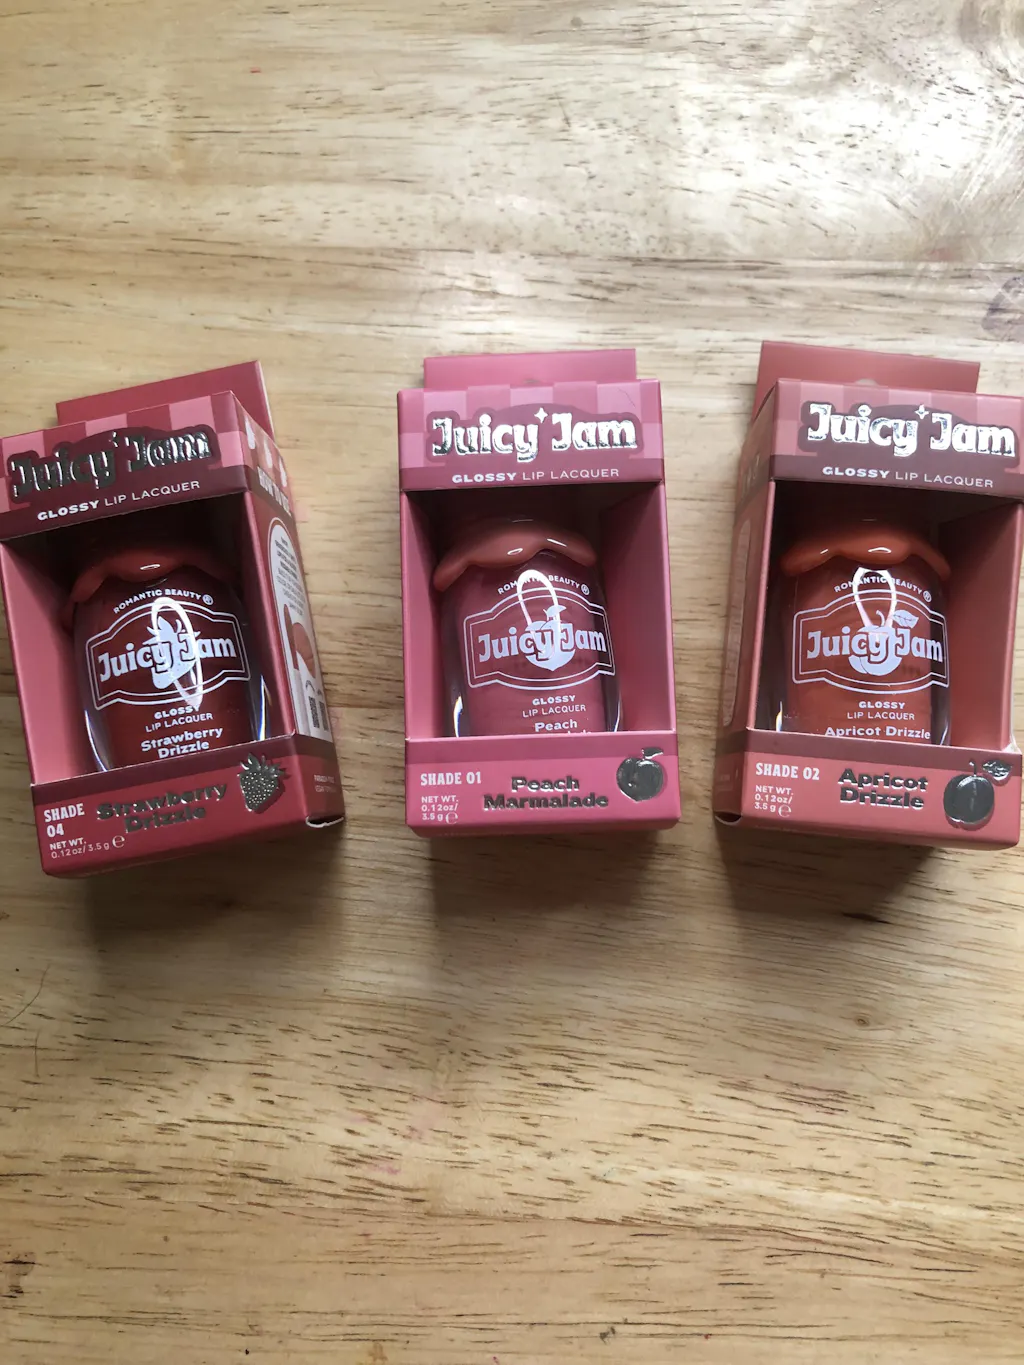 Juicy Jam
GLOSSY LIP LACQUER
ROMANTIC BEAUTY®
Juicy Jam
GLOSSY
LIP LACQUER
Strawberry
Drizzle
SHADE
04
Strawberry
Drizzle
NET WT.
0.12oz/3.5g ℮
Juicy Jam
GLOSSY LIP LACQUER
ROMANTIC BEAUTY®
Juicy Jam
GLOSSY
LIP LACQUER
Peach
SHADE 01
Peach
Marmalade
NET WT.
0.12oz/
3.5g ℮
Juicy Jam
GLOSSY LIP LACQUER
ROMANTIC BEAUTY®
Juicy Jam
GLOSSY
LIP LACQUER
Apricot Drizzle
SHADE 02
Apricot
Drizzle
NET WT.
0.12oz/
3.5g ℮